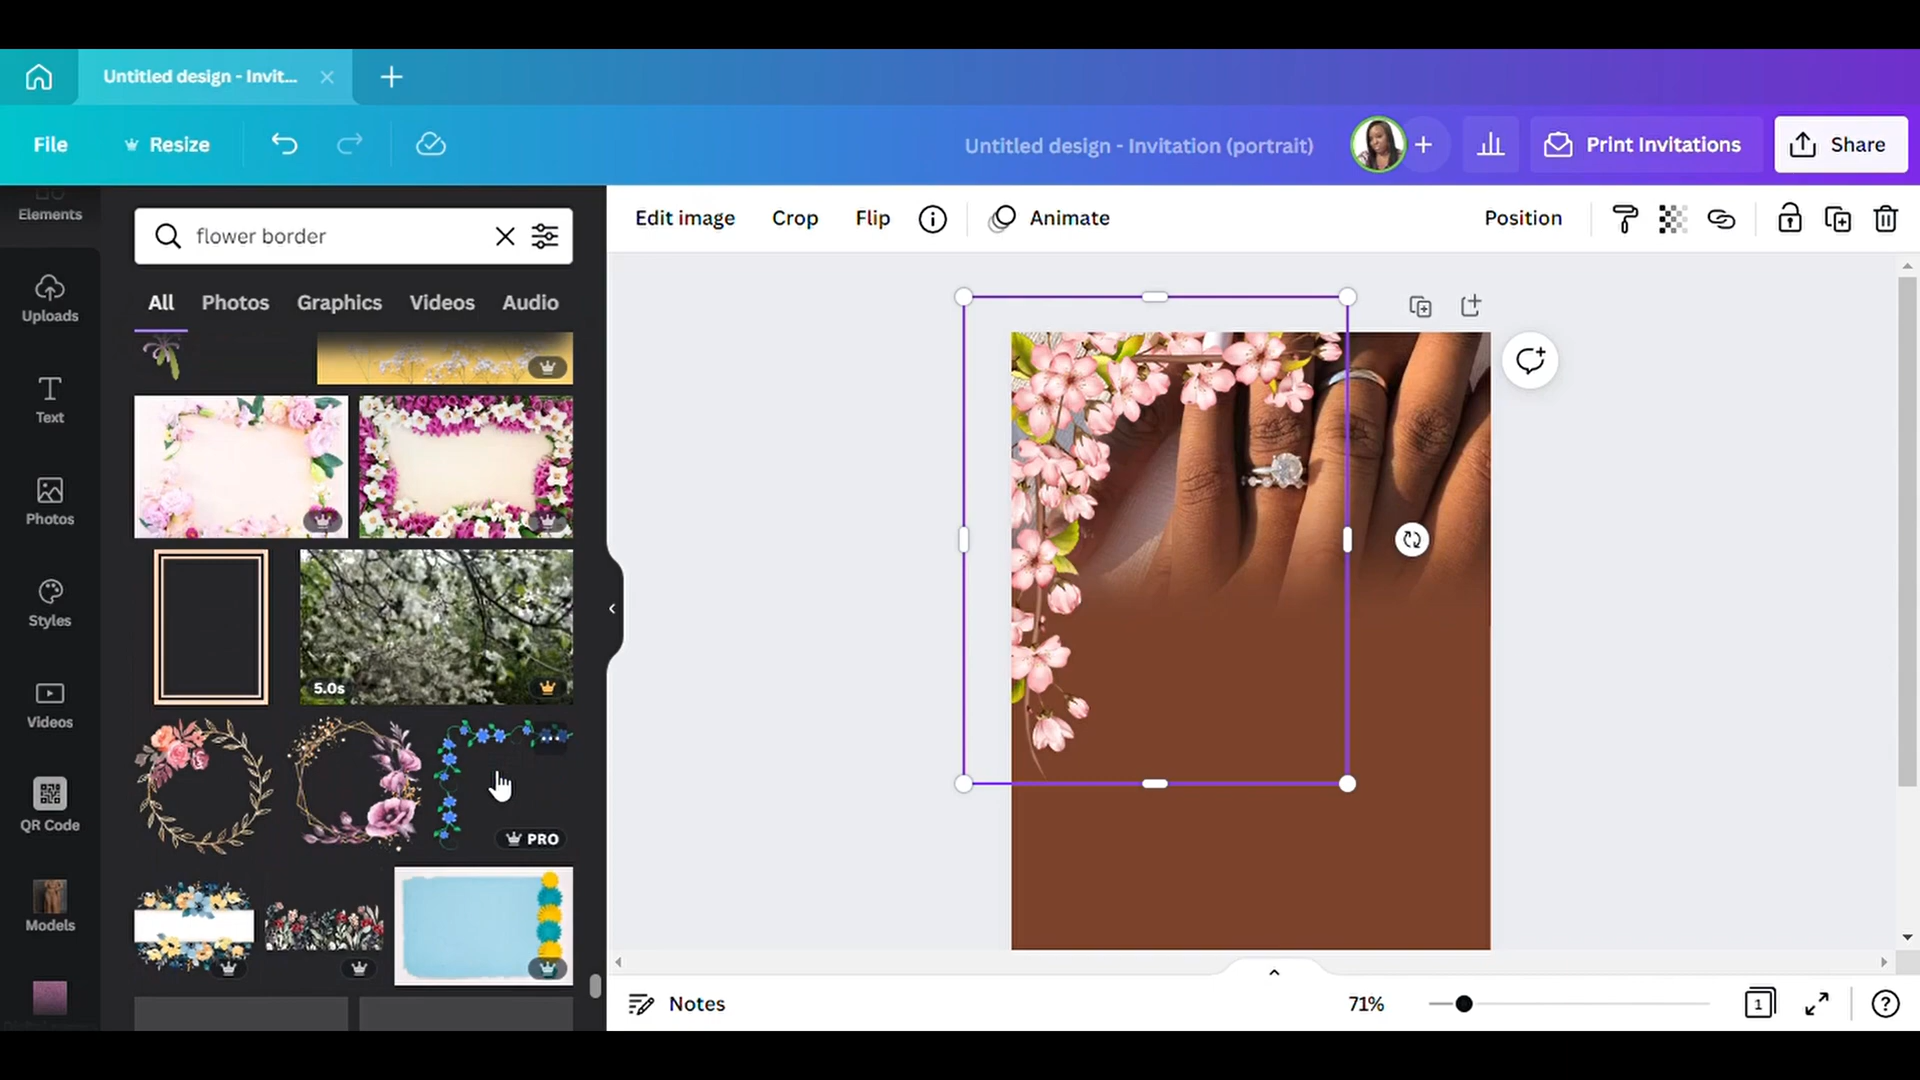 Untitled design - Invit...
File
Resize
Untitled design - Invitation (portrait)
Print Invitations
Share
Elements
flower border
Edit image
Crop
Flip
Animate
Position
Uploads
All
Photos
Graphics
Videos
Audio
Text
Photos
Styles
5.0s
Videos
QR Code
PRO
Models
Notes
71%
1